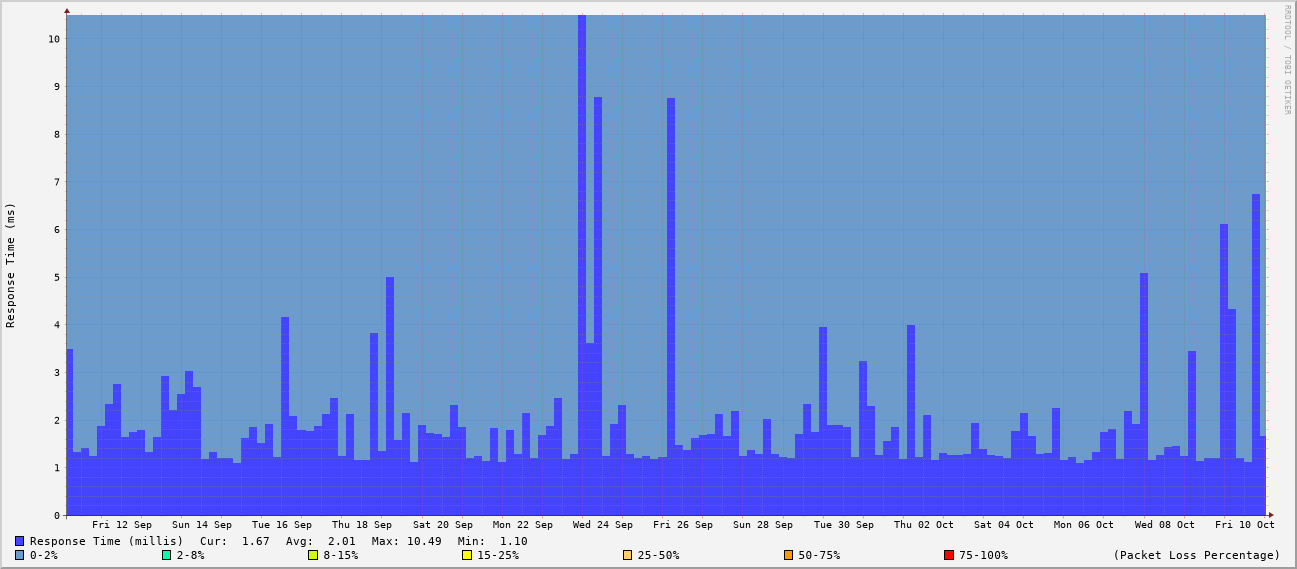 RRDTOOL / TOBI OETIKER
Response Time (ms)
10
9
8
7
6
5
4
3
2
1
0
Fri 12 Sep Sun 14 Sep Tue 16 Sep Thu 18 Sep Sat 20 Sep Mon 22 Sep Wed 24 Sep Fri 26 Sep Sun 28 Sep Tue 30 Sep Thu 02 Oct Sat 04 Oct Mon 06 Oct Wed 08 Oct Fri 10 Oct
Response Time (millis) Cur: 1.67 Avg: 2.01 Max: 10.49 Min: 1.10
0-2% 2-8% 8-15% 15-25% 25-50% 50-75% 75-100% (Packet Loss Percentage)